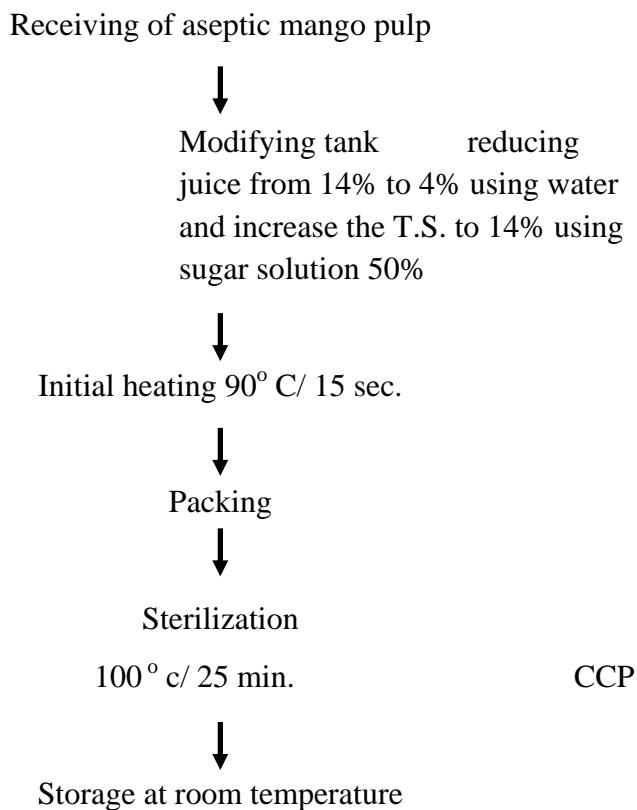 Receiving of aseptic mango pulp
Modifying tank reducing
juice from 14% to 4% using water
and increase the T.S. to 14% using
sugar solution 50%
Initial heating 90° C/ 15 sec.
Packing
Sterilization
100 ° c/ 25 min. CCP
Storage at room temperature